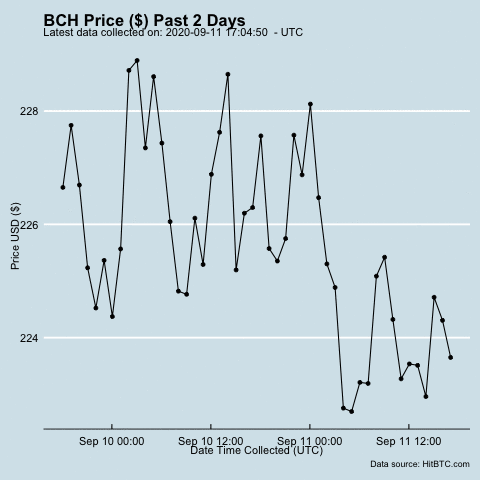 BCH Price ($) Past 2 Days
Latest data collected on: 2020-09-11 17:04:50 - UTC
228
226
224
Price USD ($)
Sep 10 00:00 Sep 10 12:00 Sep 11 00:00 Sep 11 12:00
Date Time Collected (UTC)
Data source: HitBTC.com